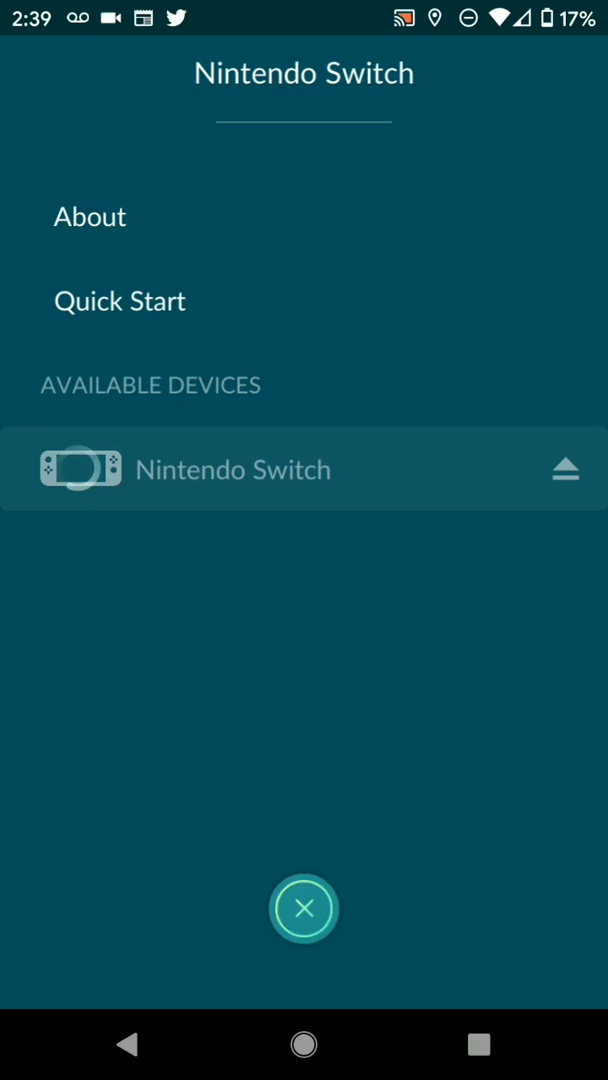 2:39 17%
Nintendo Switch
About
Quick Start
AVAILABLE DEVICES
Nintendo Switch